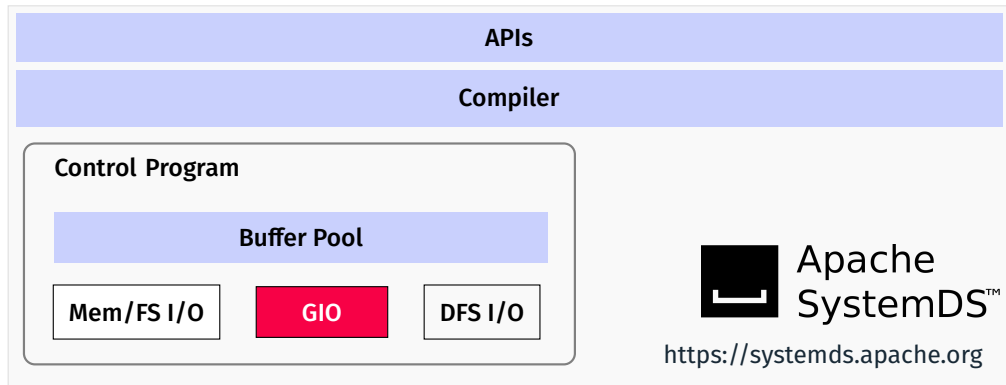 APIs
Compiler
Control Program
Buffer Pool
Mem/FS I/O GIO DFS I/O
Apache
SystemDS™
https://systemds.apache.org